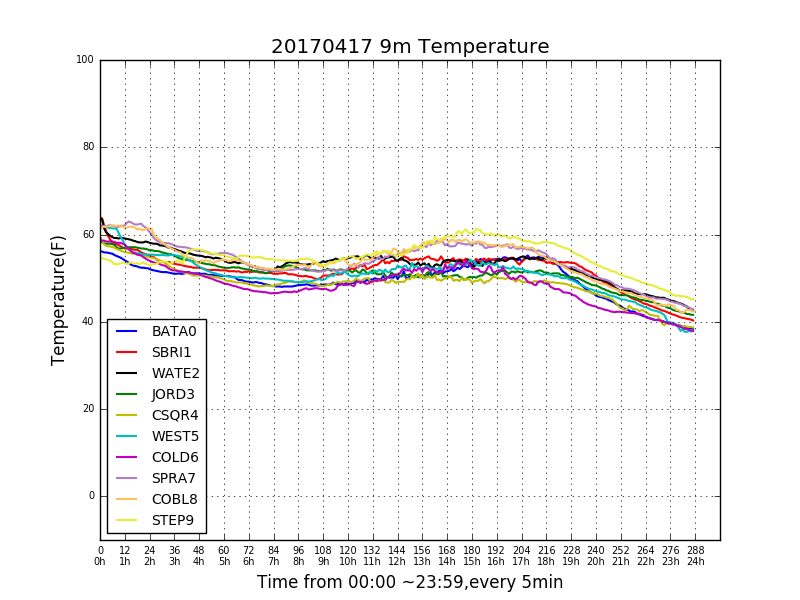 20170417 9m Temperature
100
80
60
40
20
0
Temperature(F)
BATA0
SBRI1
WATE2
JORD3
CSQR4
WEST5
COLD6
SPRA7
COBL8
STEP9
0 12 24 36 48 60 72 84 96 108 120 132 144 156 168 180 192 204 216 228 240 252 264 276 288
0h 1h 2h 3h 4h 5h 6h 7h 8h 9h 10h 11h 12h 13h 14h 15h 16h 17h 18h 19h 20h 21h 22h 23h 24h
Time from 00:00 ~23:59,every 5min